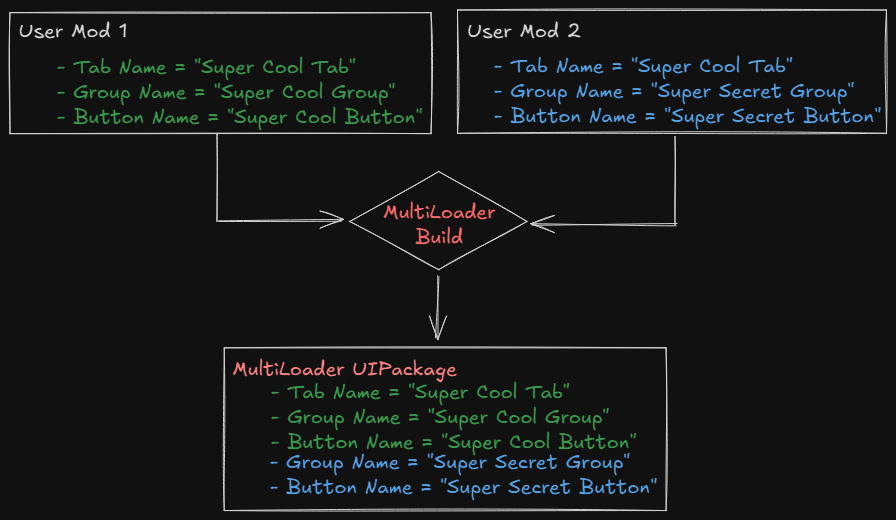 User Mod 1
- Tab Name = "Super Cool Tab"
- Group Name = "Super Cool Group"
- Button Name = "Super Cool Button"
User Mod 2
- Tab Name = "Super Cool Tab"
- Group Name = "Super Secret Group"
- Button Name = "Super Secret Button"
MultiLoader
Build
MultiLoader UIPackage
- Tab Name = "Super Cool Tab"
- Group Name = "Super Cool Group"
- Button Name = "Super Cool Button"
- Group Name = "Super Secret Group"
- Button Name = "Super Secret Button"